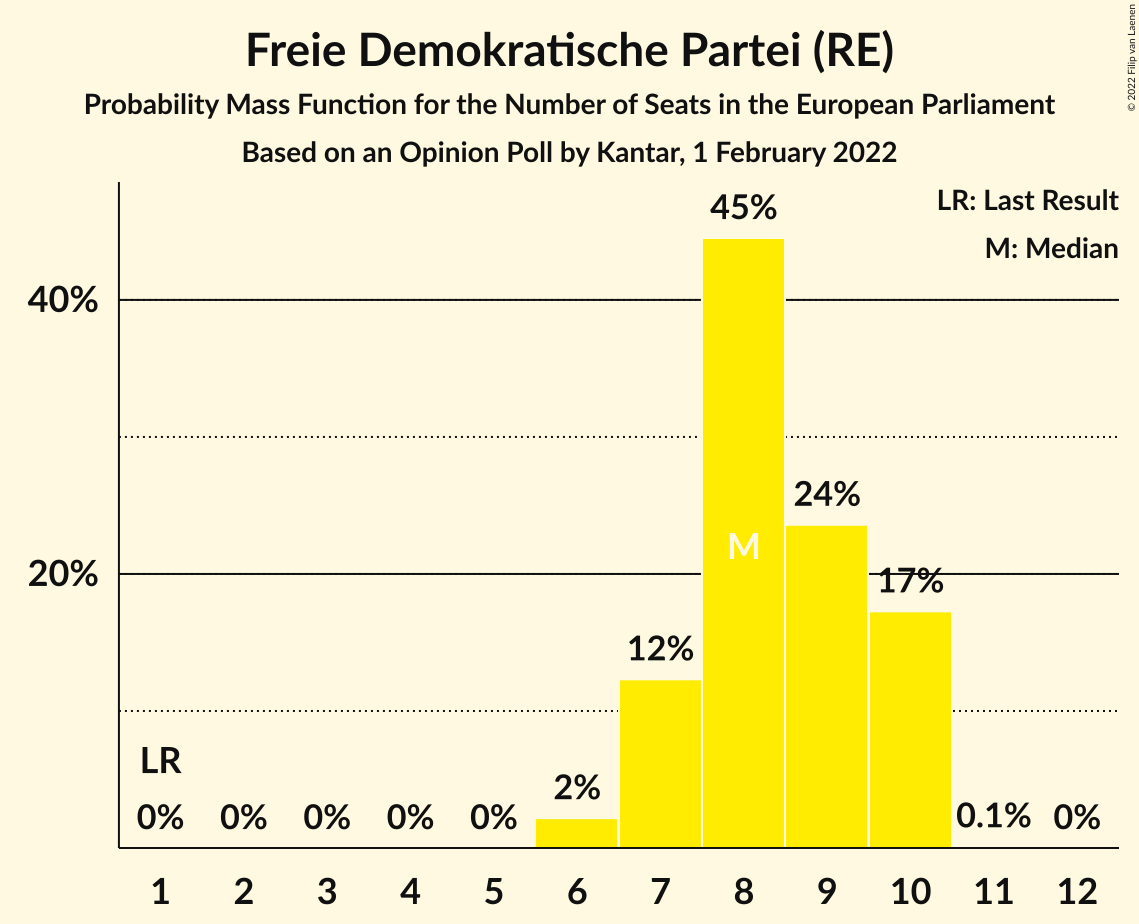 Freie Demokratische Partei (RE)
Probability Mass Function for the Number of Seats in the European Parliament
Based on an Opinion Poll by Kantar, 1 February 2022
© 2022 Filip van Laenen
LR: Last Result
M: Median
45%
40%
24%
M
20%
17%
12%
LR
2%
0% 0% 0% 0% 0% 0.1% 0%
1 2 3 4 5 6 7 8 9 10 11 12